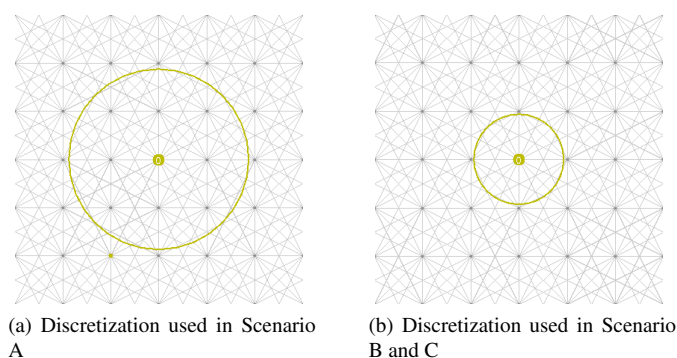 0
0
(a) Discretization used in Scenario
A
(b) Discretization used in Scenario
B and C